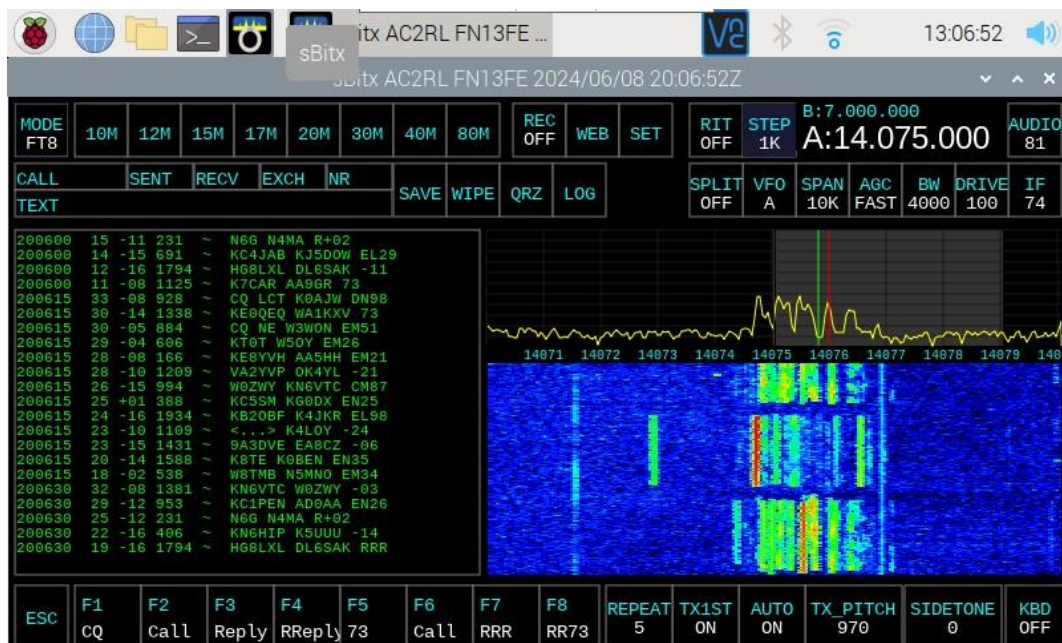 sBitx AC2RL FN13FE ...
13:06:52
sBitx
sBitx AC2RL FN13FE 2024/06/08 20:06:52Z
MODE FT8 10M 12M 15M 17M 20M 30M 40M 80M REC OFF WEB SET RIT OFF STEP 1K B:7.000.000 A:14.075.000 AUDIO 81
CALL SENT RECV EXCH NR SAVE WIPE QRZ LOG SPLIT OFF VFO A SPAN 10K AGC FAST BW 4000 DRIVE 100 IF 74
TEXT
200600 15 -11 231 ~ N6G N4MA R+02
200600 14 -15 691 ~ KC4JAB KJ5DOW EL29
200600 12 -16 1794 ~ HG8LXL DL6SAK -11
200600 11 -08 1125 ~ K7CAR AA9GR 73
200615 33 -08 928 ~ CQ LCT K0AJW DN98
200615 30 -14 1338 ~ KE0QEQ WA1KXV 73
200615 30 -05 884 ~ CQ NE W3WON EM51
200615 29 -04 606 ~ KT0T W5OY EM26
200615 28 -08 166 ~ KE8YVH AA5HH EM21
200615 28 -10 1209 ~ VA2YVP OK4YL -21
200615 26 -15 994 ~ W0ZWY KN6VTC CM87
200615 25 +01 388 ~ KC5SM KG0DX EN25
200615 24 -16 1934 ~ KB2OBF K4JKR EL98
200615 23 -10 1109 ~ <...> K4LOY -24
200615 23 -15 1431 ~ 9A3DVE EA8CZ -06
200615 20 -14 1588 ~ K8TE K0BEN EN35
200615 18 -02 538 ~ W8TMB N5MNO EM34
200630 32 -08 1381 ~ KN6VTC W0ZWY -03
200630 29 -12 953 ~ KC1PEN AD0AA EN26
200630 25 -12 231 ~ N6G N4MA R+02
200630 22 -16 406 ~ KN6HIP K5UUU -14
200630 19 -16 1794 ~ HG8LXL DL6SAK RRR
14071 14072 14073 14074 14075 14076 14077 14078 14079 140
ESC F1 CQ F2 Call F3 Reply F4 RReply F5 73 F6 Call F7 RRR F8 RR73 REPEAT 5 TX1ST ON AUTO ON TX_PITCH 970 SIDETONE 0 KBD OFF